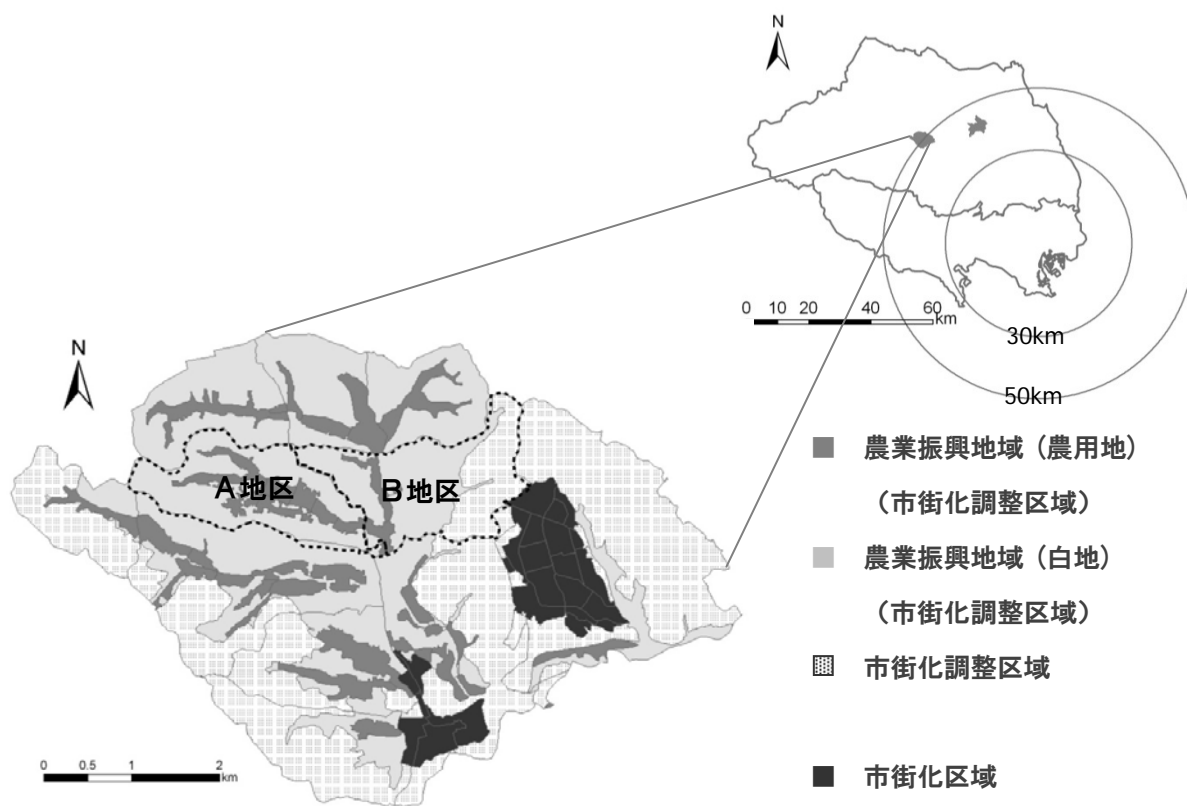 N
0 10 20 40 60
km
30km
50km
N
A地区
B地区
0 0.5 1 2
km
農業振興地域（農用地）
（市街化調整区域）
農業振興地域（白地）
（市街化調整区域）
市街化調整区域
市街化区域